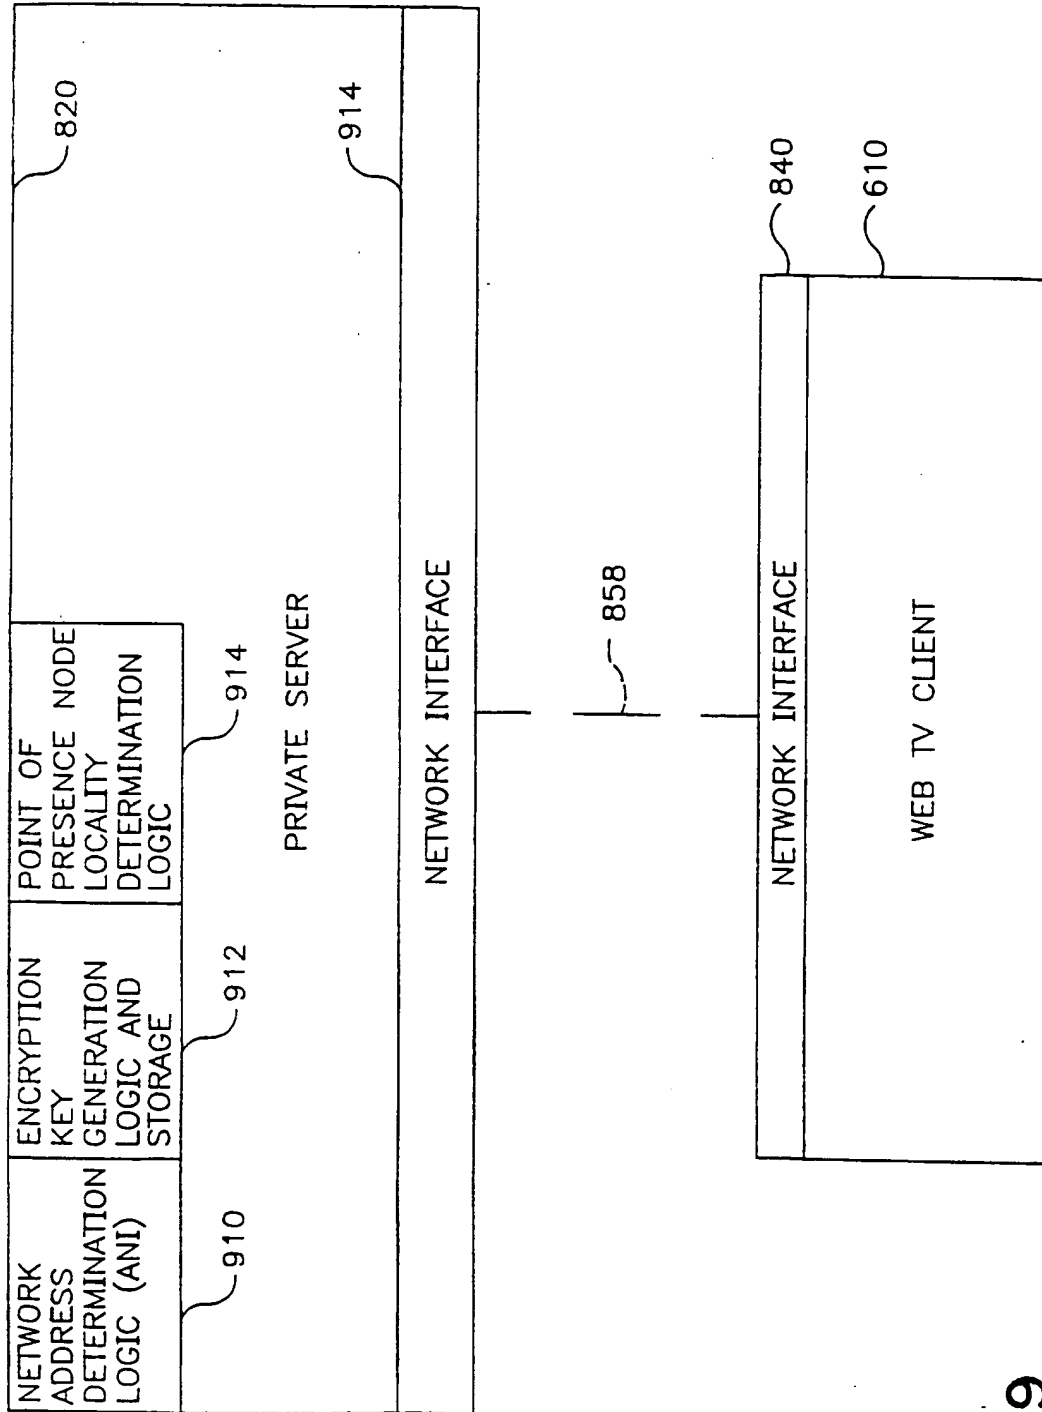 NETWORK
ADDRESS
DETERMINATION
LOGIC (ANI)
910
ENCRYPTION
KEY
GENERATION
LOGIC AND
STORAGE
912
POINT OF
PRESENCE NODE
LOCALITY
DETERMINATION
LOGIC
914
820
PRIVATE SERVER
914
NETWORK INTERFACE
858
840
NETWORK INTERFACE
610
WEB TV CLIENT
9